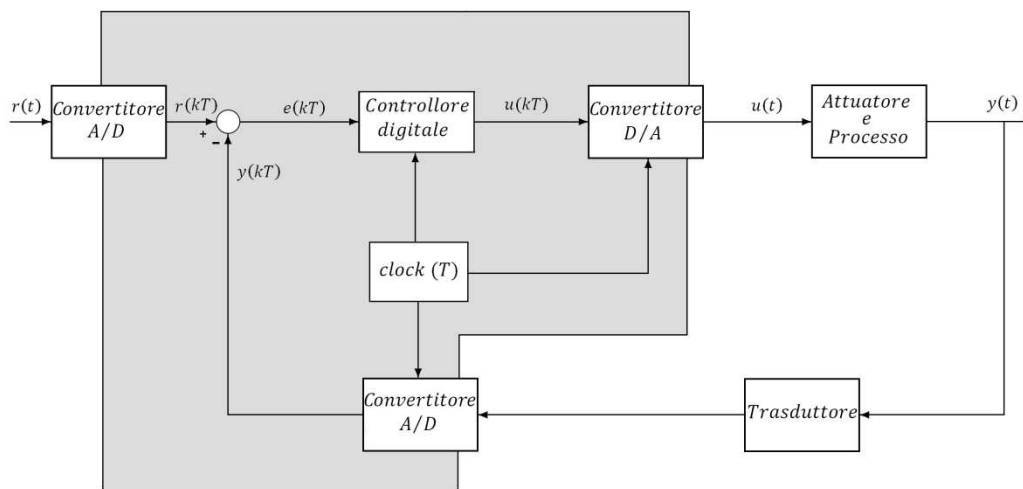 r(t)
Convertitore
A/D
r(kT)
+
-
e(kT)
Controllore
digitale
u(kT)
Convertitore
D/A
u(t)
Attuatore
e
Processo
y(t)
y(kT)
clock (T)
Convertitore
A/D
Trasduttore